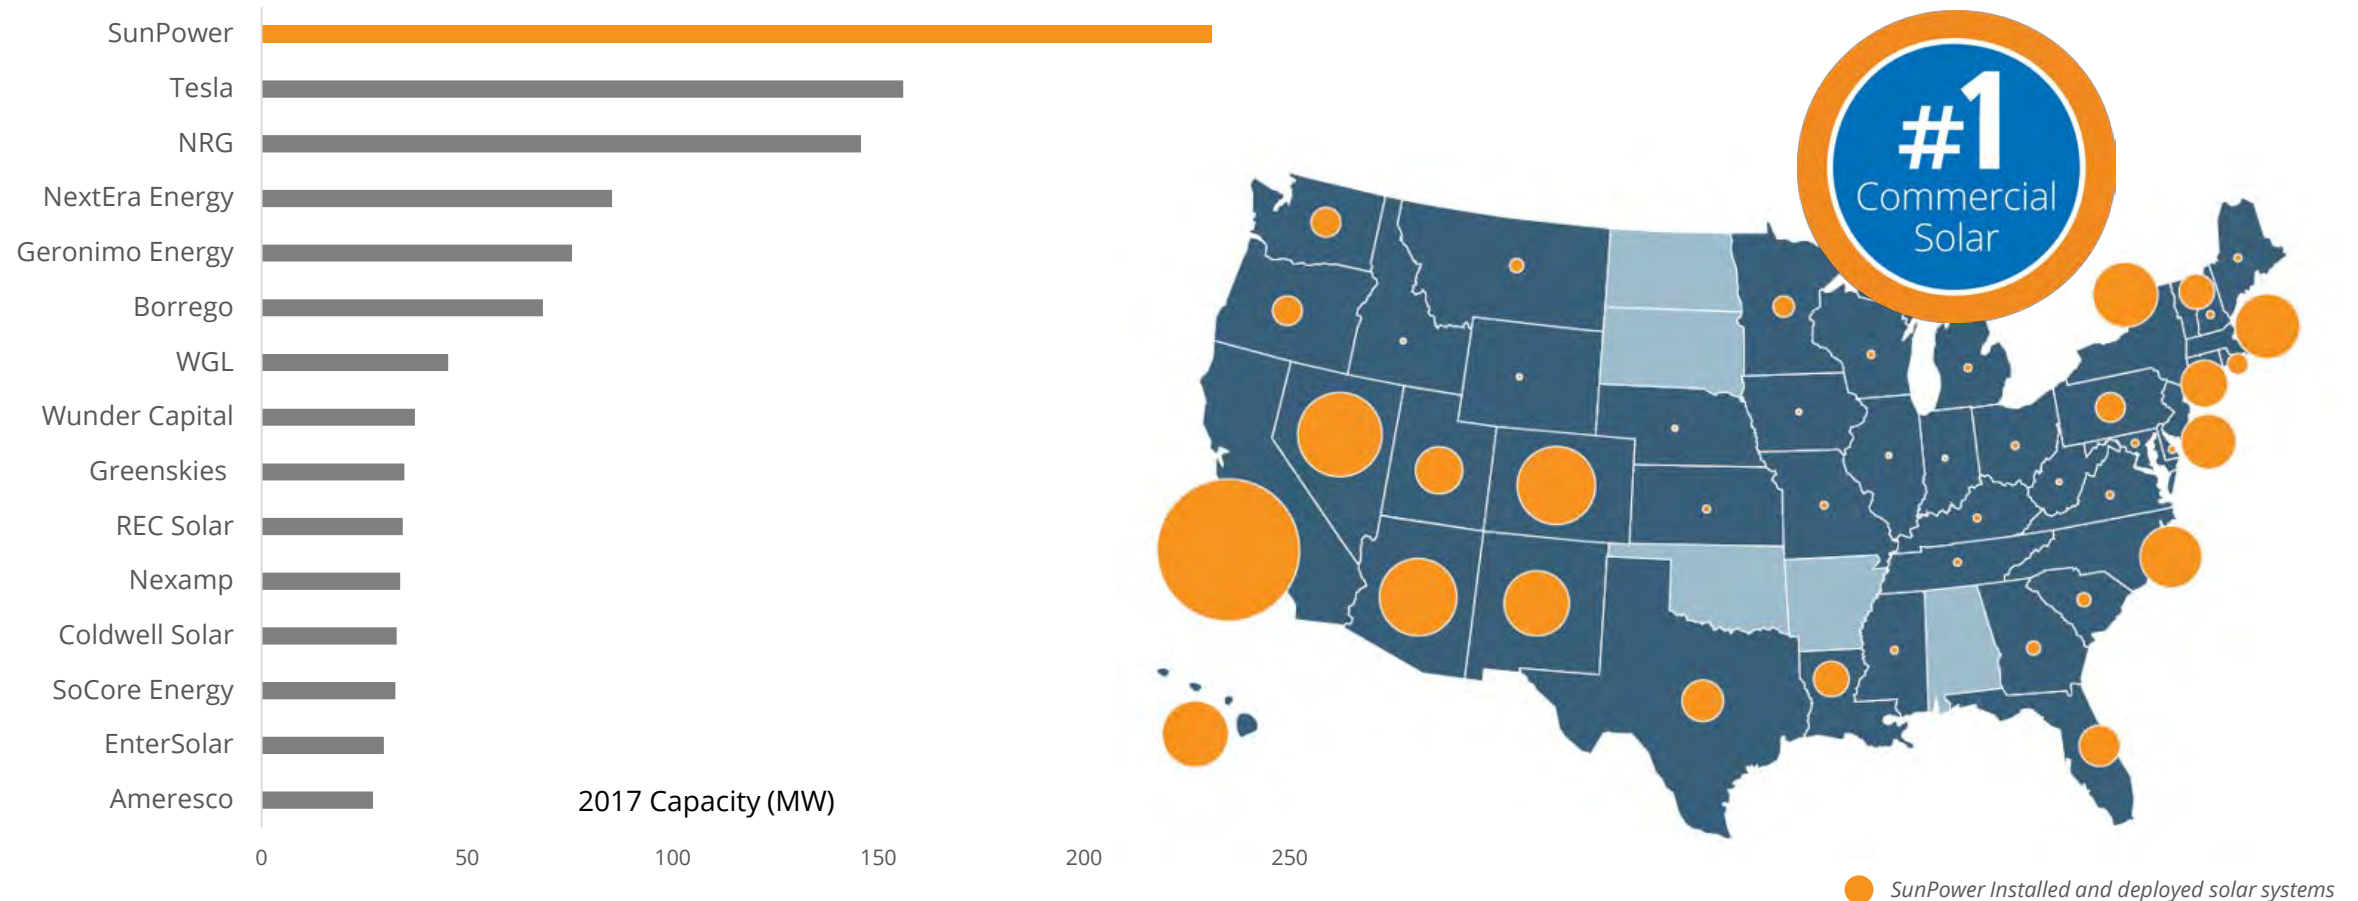 SunPower
Tesla
NRG
NextEra Energy
Geronimo Energy
Borrego
WGL
Wunder Capital
Greenskies
REC Solar
Nexamp
Coldwell Solar
SoCore Energy
EnterSolar
Ameresco
2017 Capacity (MW)
0 50 100 150 200 250
#1
Commercial
Solar
SunPower Installed and deployed solar systems